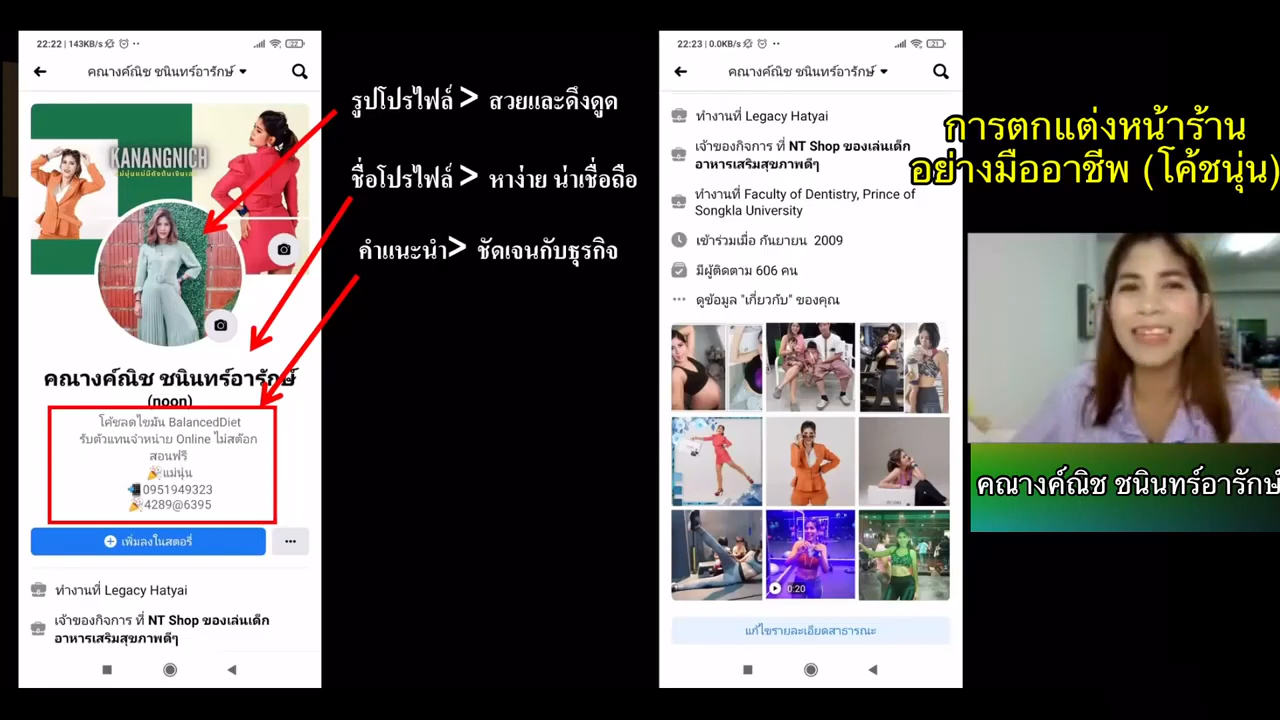 22:22 | 143KB/s
22
คณางค์ณิช ชนินทร์อารักษ์
KANANGNICH
รูปโปรไฟล์ > สวยและดึงดูด
ชื่อโปรไฟล์ > หาง่าย น่าเชื่อถือ
คำแนะนำ> ชัดเจนกับธุรกิจ
คณางค์ณิช ชนินทร์อารักษ์
(noon)
โค้ชลดไขมัน BalancedDiet
รับตัวแทนจำหน่าย Online ไม่สต๊อก
สอนฟรี
🎉แม่นุ่น
📲0951949323
🎉4289@6395
เพิ่มลงในสตอรี่
ทำงานที่ Legacy Hatyai
เจ้าของกิจการ ที่ NT Shop ของเล่นเด็ก
อาหารเสริมสุขภาพดีๆ
22:23 | 0.0KB/s
21
คณางค์ณิช ชนินทร์อารักษ์
ทำงานที่ Legacy Hatyai
เจ้าของกิจการ ที่ NT Shop ของเล่นเด็ก
อาหารเสริมสุขภาพดีๆ
ทำงานที่ Faculty of Dentistry, Prince of
Songkla University
เข้าร่วมเมื่อ กันยายน 2009
มีผู้ติดตาม 606 คน
ดูข้อมูล "เกี่ยวกับ" ของคุณ
0:20
แก้ไขรายละเอียดสาธารณะ
การตกแต่งหน้าร้าน
อย่างมืออาชีพ (โค้ชนุ่น)
คณางค์ณิช ชนินทร์อารักษ์